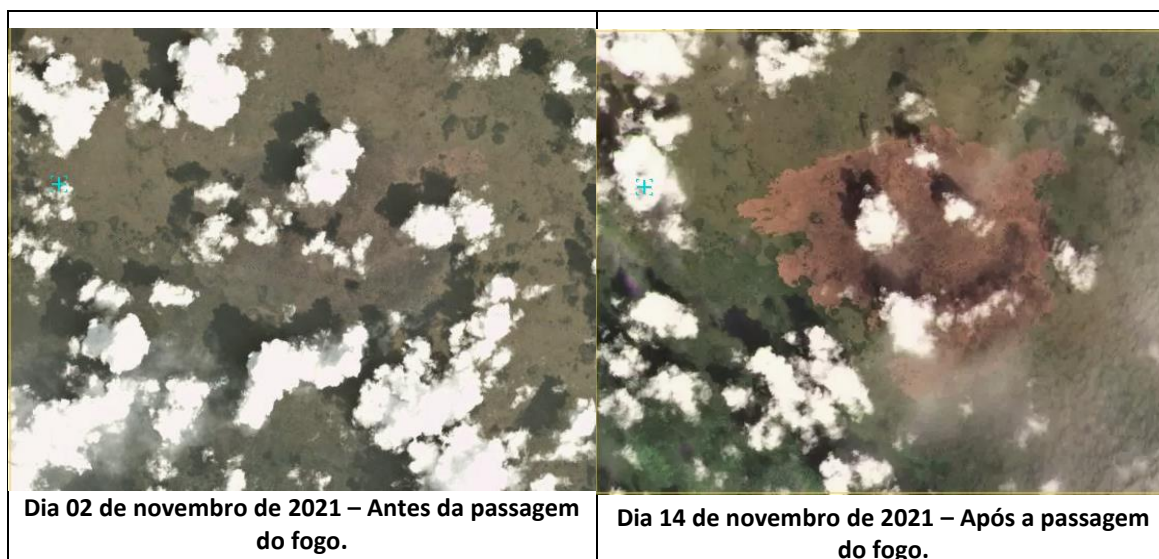 Dia 02 de novembro de 2021 – Antes da passagem
do fogo.
Dia 14 de novembro de 2021 – Após a passagem
do fogo.